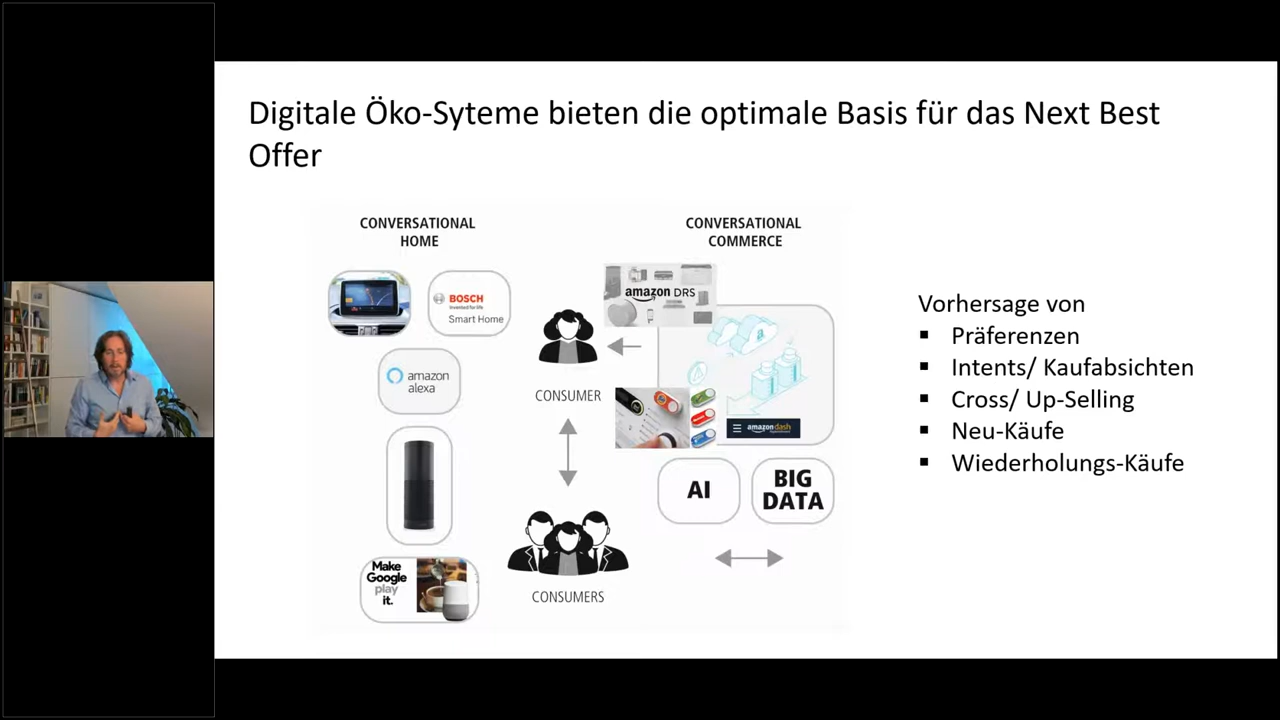 Digitale Öko-Syteme bieten die optimale Basis für das Next Best
Offer
CONVERSATIONAL
HOME
BOSCH
Invented for life
Smart Home
amazon
alexa
Make
Google
play
it.
CONSUMER
CONSUMERS
CONVERSATIONAL
COMMERCE
amazon DRS
amazon dash
AI
BIG
DATA
Vorhersage von
▪ Präferenzen
▪ Intents/ Kaufabsichten
▪ Cross/ Up-Selling
▪ Neu-Käufe
▪ Wiederholungs-Käufe